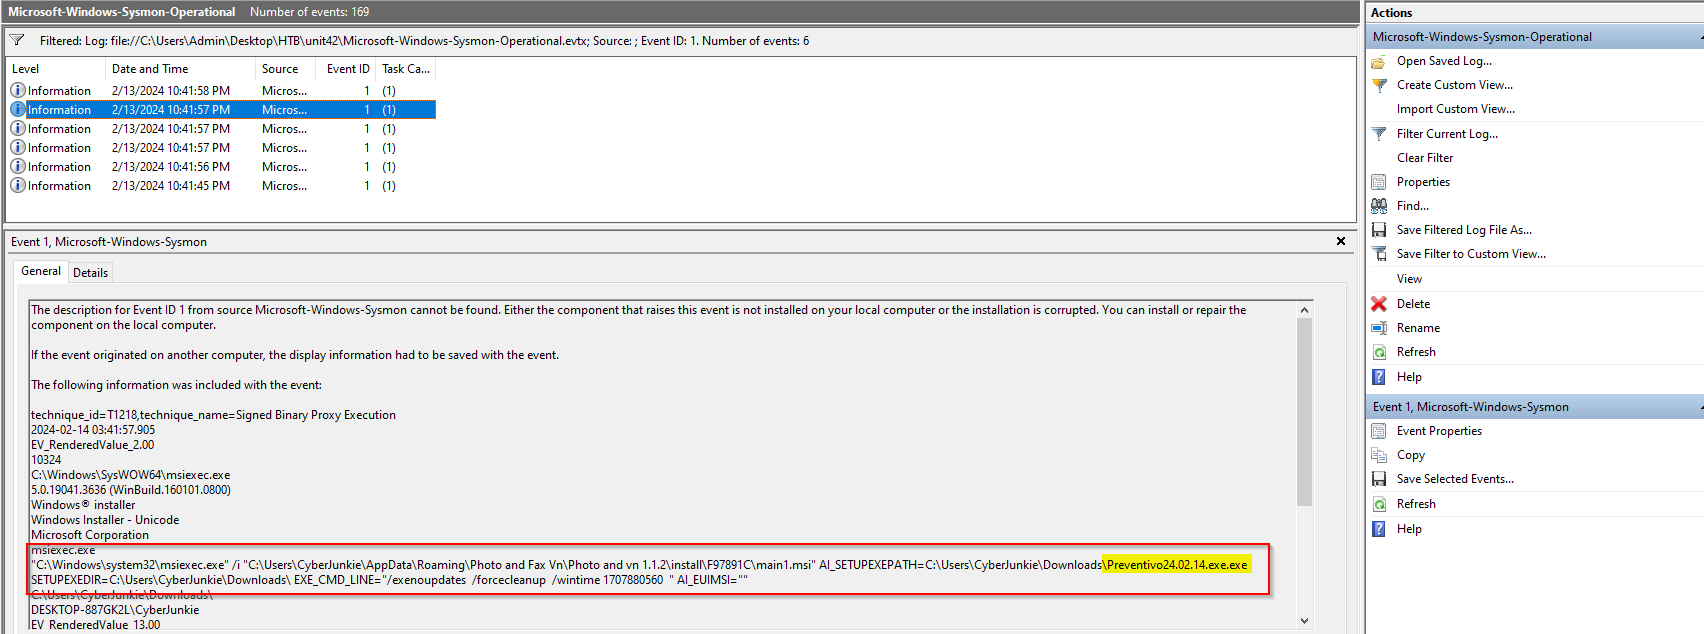 Microsoft-Windows-Sysmon-Operational Number of events: 169
Filtered: Log: file://C:\Users\Admin\Desktop\HTB\unit42\Microsoft-Windows-Sysmon-Operational.evtx; Source: ; Event ID: 1. Number of events: 6
Level Date and Time Source Event ID Task Ca...
Information 2/13/2024 10:41:58 PM Micros... 1 (1)
Information 2/13/2024 10:41:57 PM Micros... 1 (1)
Information 2/13/2024 10:41:57 PM Micros... 1 (1)
Information 2/13/2024 10:41:57 PM Micros... 1 (1)
Information 2/13/2024 10:41:56 PM Micros... 1 (1)
Information 2/13/2024 10:41:45 PM Micros... 1 (1)
Event 1, Microsoft-Windows-Sysmon
General Details
The description for Event ID 1 from source Microsoft-Windows-Sysmon cannot be found. Either the component that raises this event is not installed on your local computer or the installation is corrupted. You can install or repair the
component on the local computer.
If the event originated on another computer, the display information had to be saved with the event.
The following information was included with the event:
technique_id=T1218,technique_name=Signed Binary Proxy Execution
2024-02-14 03:41:57.905
EV_RenderedValue_2.00
10324
C:\Windows\SysWOW64\msiexec.exe
5.0.19041.3636 (WinBuild.160101.0800)
Windows® installer
Windows Installer - Unicode
Microsoft Corporation
msiexec.exe
"C:\Windows\system32\msiexec.exe" /i "C:\Users\CyberJunkie\AppData\Roaming\Photo and Fax Vn\Photo and vn 1.1.2\install\F97891C\main1.msi" AI_SETUPEXEPATH=C:\Users\CyberJunkie\Downloads\Preventivo24.02.14.exe.exe
SETUPEXEDIR=C:\Users\CyberJunkie\Downloads\ EXE_CMD_LINE="/exenoupdates /forcecleanup /wintime 1707880560 " AI_EUIMSI=""
C:\Users\CyberJunkie\Downloads\
DESKTOP-887GK2L\CyberJunkie
EV_RenderedValue_13.00
Actions
Microsoft-Windows-Sysmon-Operational
Open Saved Log...
Create Custom View...
Import Custom View...
Filter Current Log...
Clear Filter
Properties
Find...
Save Filtered Log File As...
Save Filter to Custom View...
View
Delete
Rename
Refresh
Help
Event 1, Microsoft-Windows-Sysmon
Event Properties
Copy
Save Selected Events...
Refresh
Help